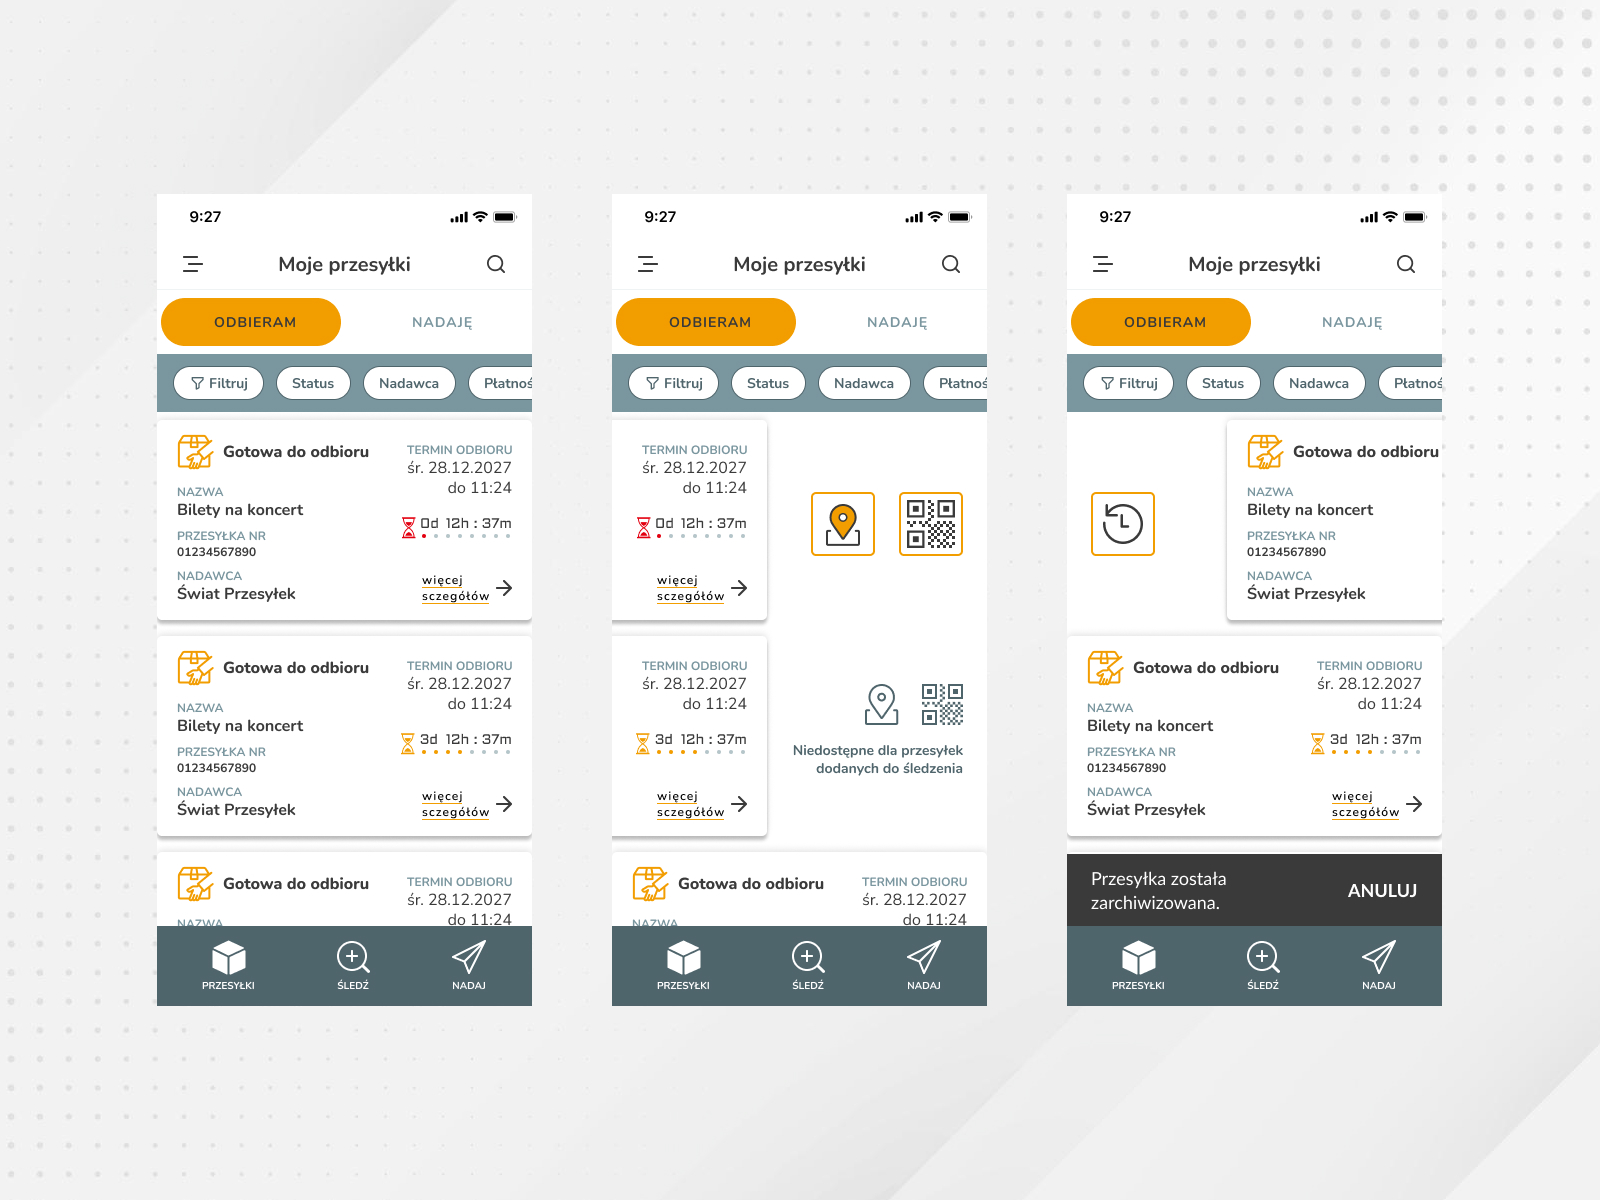 9:27
Moje przesyłki
ODBIERAM
NADAJĘ
Filtruj
Status
Nadawca
Płatnoś
Gotowa do odbioru
NAZWA
Bilety na koncert
PRZESYŁKA NR
01234567890
NADAWCA
Świat Przesyłek
TERMIN ODBIORU
śr. 28.12.2027
do 11:24
0d 12h : 37m
więcej
sczegółów
Gotowa do odbioru
NAZWA
Bilety na koncert
PRZESYŁKA NR
01234567890
NADAWCA
Świat Przesyłek
TERMIN ODBIORU
śr. 28.12.2027
do 11:24
3d 12h : 37m
więcej
sczegółów
Gotowa do odbioru
NAZWA
TERMIN ODBIORU
śr. 28.12.2027
do 11:24
PRZESYŁKI
ŚLEDŹ
NADAJ
9:27
Moje przesyłki
ODBIERAM
NADAJĘ
Filtruj
Status
Nadawca
Płatnoś
TERMIN ODBIORU
śr. 28.12.2027
do 11:24
0d 12h : 37m
więcej
sczegółów
TERMIN ODBIORU
śr. 28.12.2027
do 11:24
3d 12h : 37m
więcej
sczegółów
Niedostępne dla przesyłek
dodanych do śledzenia
Gotowa do odbioru
NAZWA
TERMIN ODBIORU
śr. 28.12.2027
do 11:24
PRZESYŁKI
ŚLEDŹ
NADAJ
9:27
Moje przesyłki
ODBIERAM
NADAJĘ
Filtruj
Status
Nadawca
Płatnoś
Gotowa do odbioru
NAZWA
Bilety na koncert
PRZESYŁKA NR
01234567890
NADAWCA
Świat Przesyłek
Gotowa do odbioru
NAZWA
Bilety na koncert
PRZESYŁKA NR
01234567890
NADAWCA
Świat Przesyłek
TERMIN ODBIORU
śr. 28.12.2027
do 11:24
3d 12h : 37m
więcej
sczegółów
Przesyłka została
zarchiwizowana.
ANULUJ
PRZESYŁKI
ŚLEDŹ
NADAJ